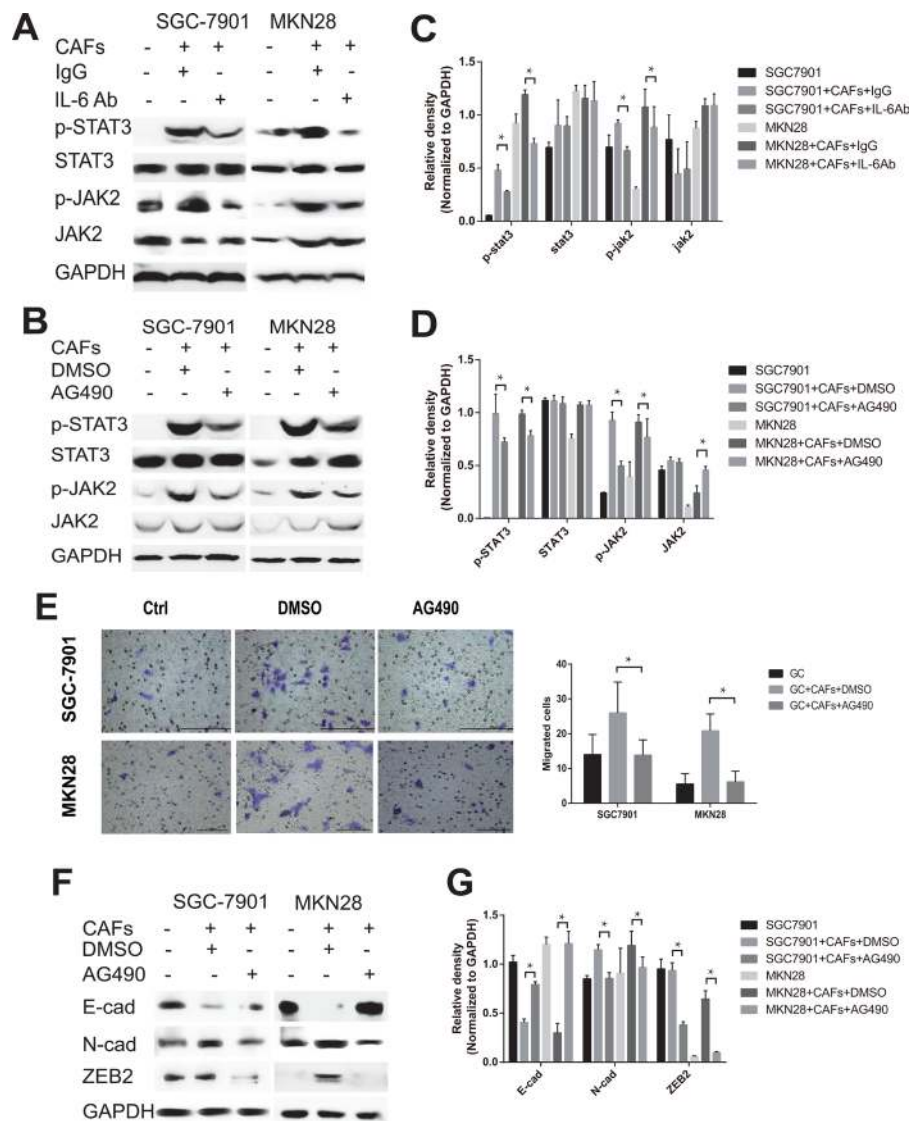 A
SGC-7901 MKN28
CAFs - + + - + +
IgG - + - +
IL-6 Ab - + - +
p-STAT3
STAT3
p-JAK2
JAK2
GAPDH
C
Relative density
(Normalized to GAPDH)
1.5
1.0
0.5
0.0
p-stat3 stat3 p-jak2 jak2
* * * *
SGC7901
SGC7901+CAFs+IgG
SGC7901+CAFs+IL-6Ab
MKN28
MKN28+CAFs+IgG
MKN28+CAFs+IL-6Ab
B
SGC-7901 MKN28
CAFs - + + - + +
DMSO - + - +
AG490 - + - +
p-STAT3
STAT3
p-JAK2
JAK2
GAPDH
D
Relative density
(Normalized to GAPDH)
1.5
1.0
0.5
0.0
p-STAT3 STAT3 p-JAK2 JAK2
* * * * *
SGC7901
SGC7901+CAFs+DMSO
SGC7901+CAFs+AG490
MKN28
MKN28+CAFs+DMSO
MKN28+CAFs+AG490
E
Ctrl DMSO AG490
SGC-7901
MKN28
Migrated cells
40
30
20
10
0
SGC7901 MKN28
* *
GC
GC+CAFs+DMSO
GC+CAFs+AG490
F
SGC-7901 MKN28
CAFs - + + - + +
DMSO - + - +
AG490 - + - +
E-cad
N-cad
ZEB2
GAPDH
G
Relative density
(Normalized to GAPDH)
1.5
1.0
0.5
0.0
E-cad N-cad ZEB2
* * * * * *
SGC7901
SGC7901+CAFs+DMSO
SGC7901+CAFs+AG490
MKN28
MKN28+CAFs+DMSO
MKN28+CAFs+AG490